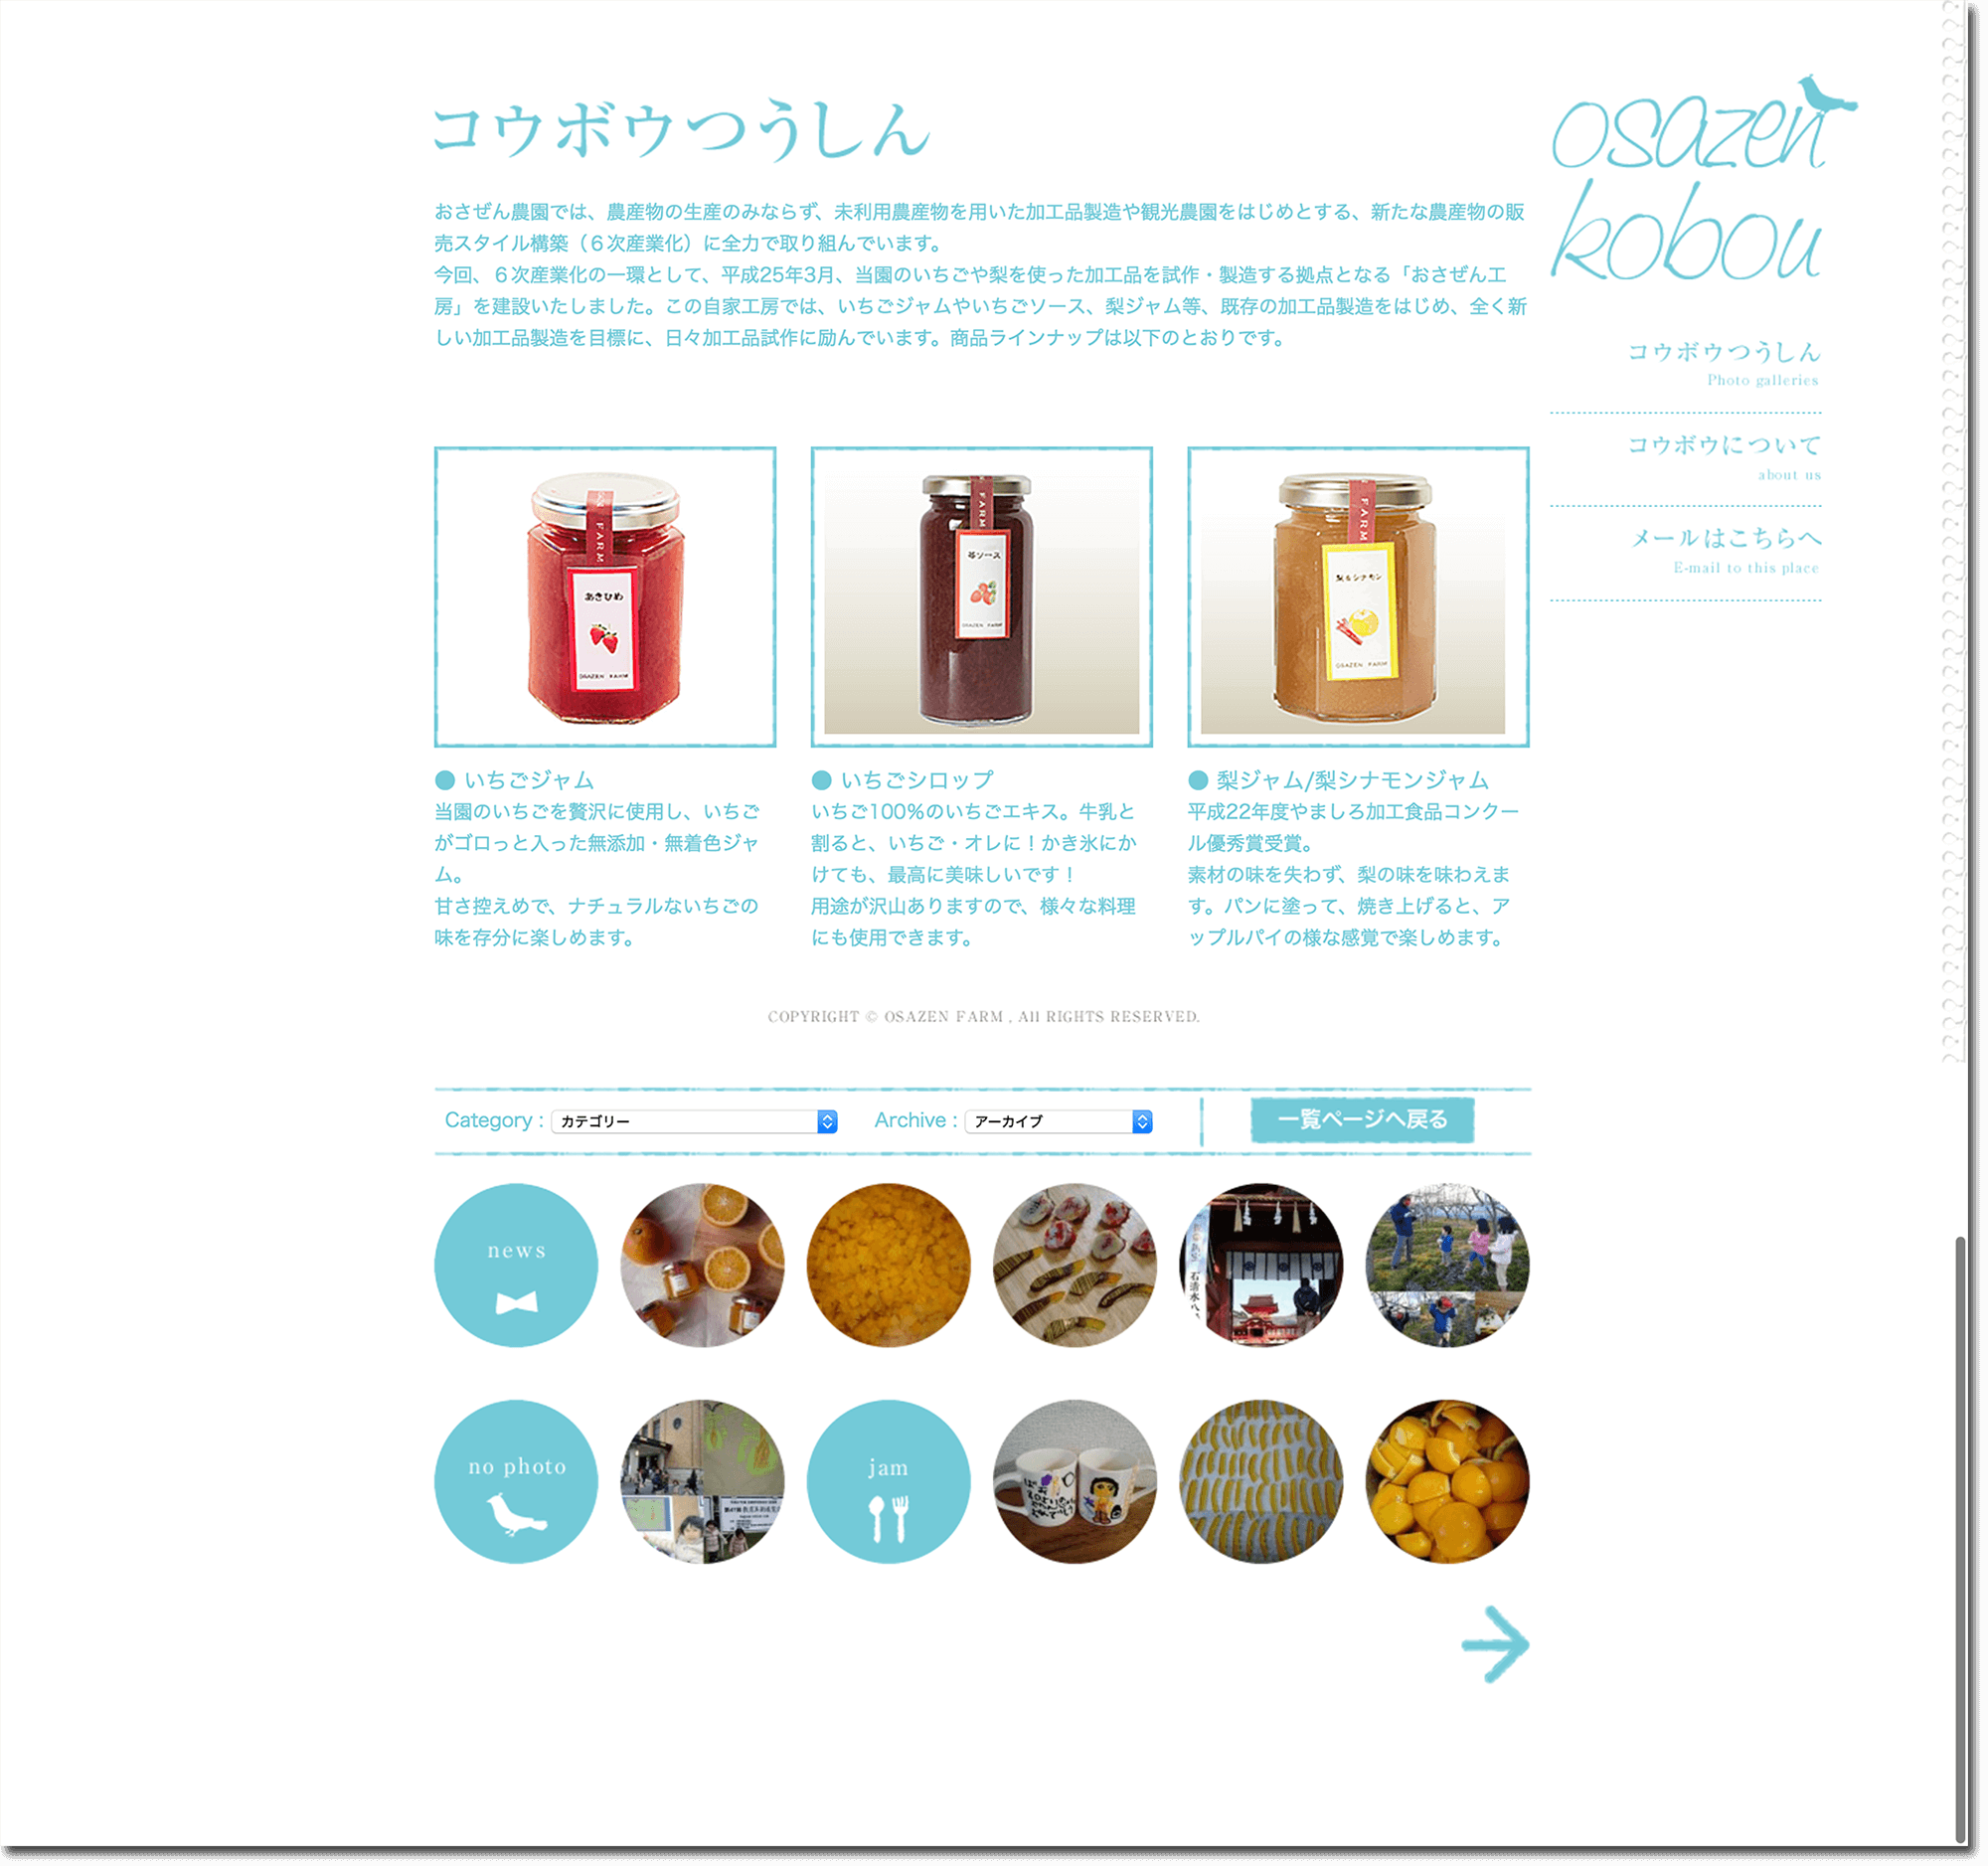 コウボウつうしん
おさぜん農園では、農産物の生産のみならず、未利用農産物を用いた加工品製造や観光農園をはじめとする、新たな農産物の販
売スタイル構築（６次産業化）に全力で取り組んでいます。
今回、６次産業化の一環として、平成25年3月、当園のいちごや梨を使った加工品を試作・製造する拠点となる「おさぜん工
房」を建設いたしました。この自家工房では、いちごジャムやいちごソース、梨ジャム等、既存の加工品製造をはじめ、全く新
しい加工品製造を目標に、日々加工品試作に励んでいます。商品ラインナップは以下のとおりです。
osazen
kobou
コウボウつうしん
Photo galleries
コウボウについて
about us
メールはこちらへ
E-mail to this place
FARM
あきひめ
OSAZEN FARM
FARM
苺ソース
OSAZEN FARM
FARM
梨&シナモン
OSAZEN FARM
● いちごジャム
当園のいちごを贅沢に使用し、いちご
がゴロっと入った無添加・無着色ジャ
ム。
甘さ控えめで、ナチュラルないちごの
味を存分に楽しめます。
● いちごシロップ
いちご100％のいちごエキス。牛乳と
割ると、いちご・オレに！かき氷にか
けても、最高に美味しいです！
用途が沢山ありますので、様々な料理
にも使用できます。
● 梨ジャム/梨シナモンジャム
平成22年度やましろ加工食品コンクー
ル優秀賞受賞。
素材の味を失わず、梨の味を味わえま
す。パンに塗って、焼き上げると、ア
ップルパイの様な感覚で楽しめます。
COPYRIGHT © OSAZEN FARM , All RIGHTS RESERVED.
Category : カテゴリー
Archive : アーカイブ
一覧ページへ戻る
news
石清水八
no photo
jam